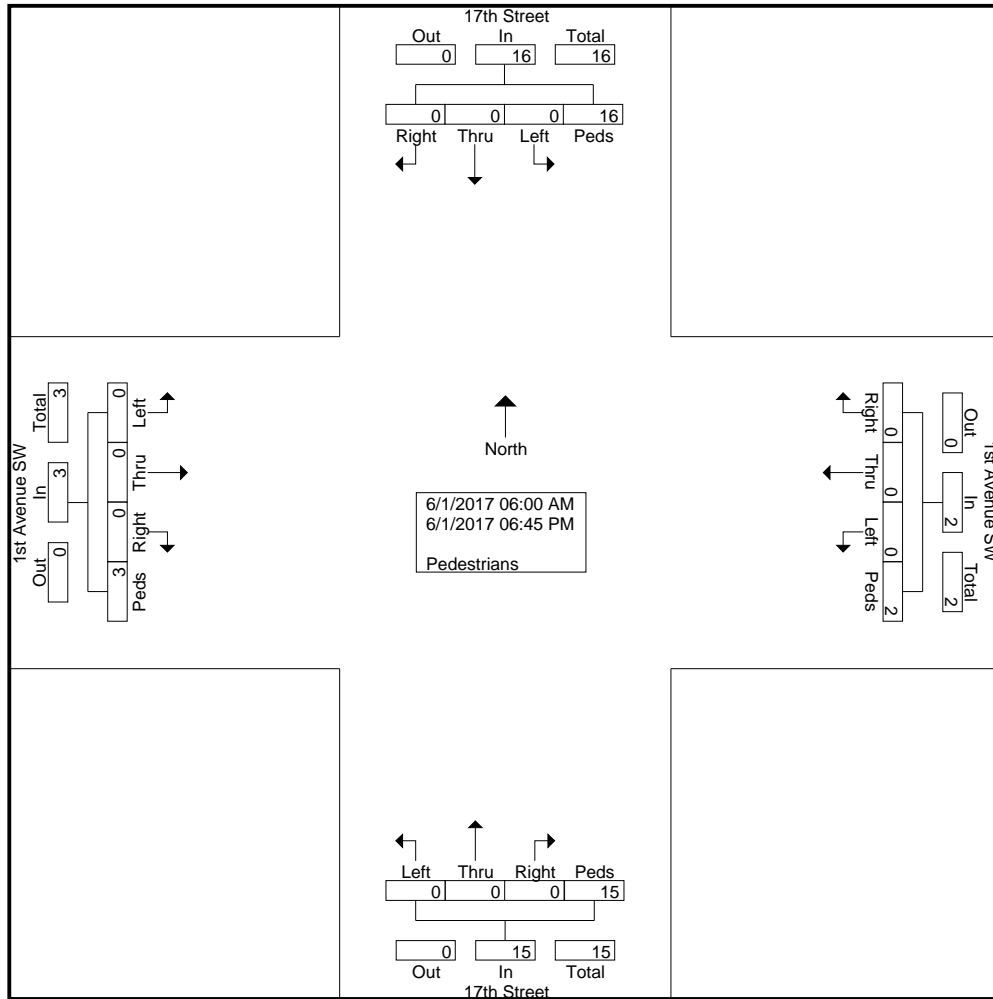 17th Street
Out In Total
0 16 16
0 0 0 16
Right Thru Left Peds
1st Avenue SW
Total In Out
3 3 0
0 0 0 3
Left Thru Right Peds
North
6/1/2017 06:00 AM
6/1/2017 06:45 PM
Pedestrians
Right Thru Left Peds
0 0 0 2
Out In Total
0 2 2
1st Avenue SW
Left Thru Right Peds
0 0 0 15
0 15 15
Out In Total
17th Street